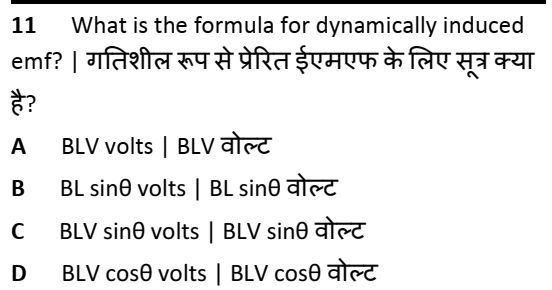 11 What is the formula for dynamically induced
emf? | गतिशील रूप से प्रेरित ईएमएफ के लिए सूत्र क्या
है?
A BLV volts | BLV वोल्ट
B BL sinθ volts | BL sinθ वोल्ट
C BLV sinθ volts | BLV sinθ वोल्ट
D BLV cosθ volts | BLV cosθ वोल्ट